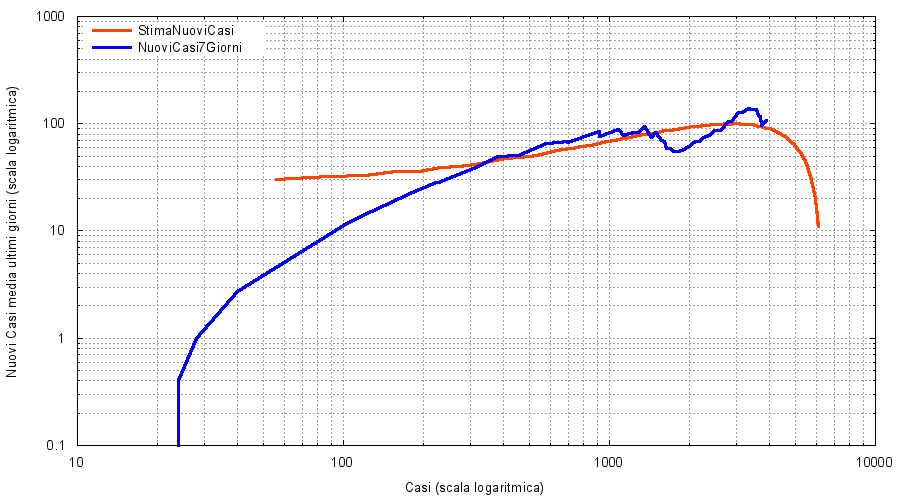 1000
StimaNuoviCasi
NuoviCasi7Giorni
100
10
1
0.1
Nuovi Casi media ultimi giorni (scala logaritmica)
10 100 1000 10000
Casi (scala logaritmica)